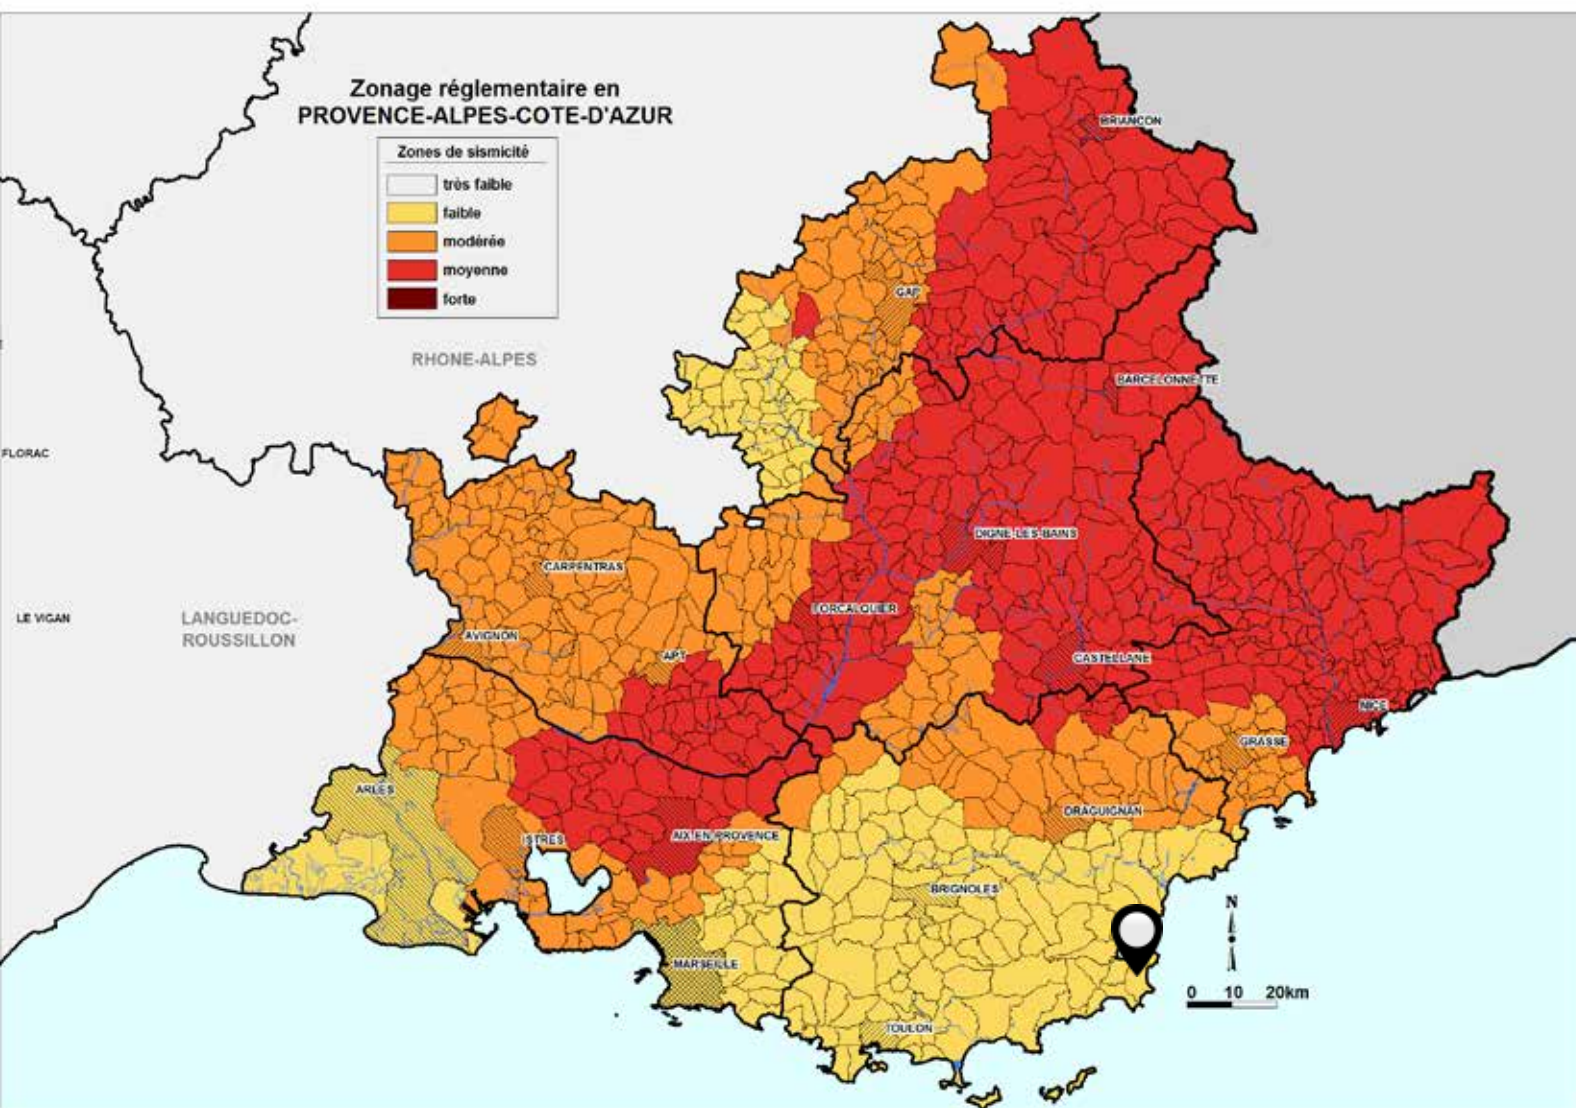 Zonage réglementaire en
PROVENCE-ALPES-COTE-D'AZUR
Zones de sismicité
très faible
faible
modérée
moyenne
forte
BRIANCON
GAP
RHONE-ALPES
BARCELONNETTE
FLORAC
DIGNE-LES-BAINS
CARPENTRAS
FORCALQUIER
LE VIGAN
LANGUEDOC-
ROUSSILLON
AVIGNON
APT
CASTELLANE
NICE
GRASSE
ARLES
DRAGUIGNAN
ISTRES
AIX-EN-PROVENCE
BRIGNOLES
N
MARSEILLE
0 10 20km
TOULON